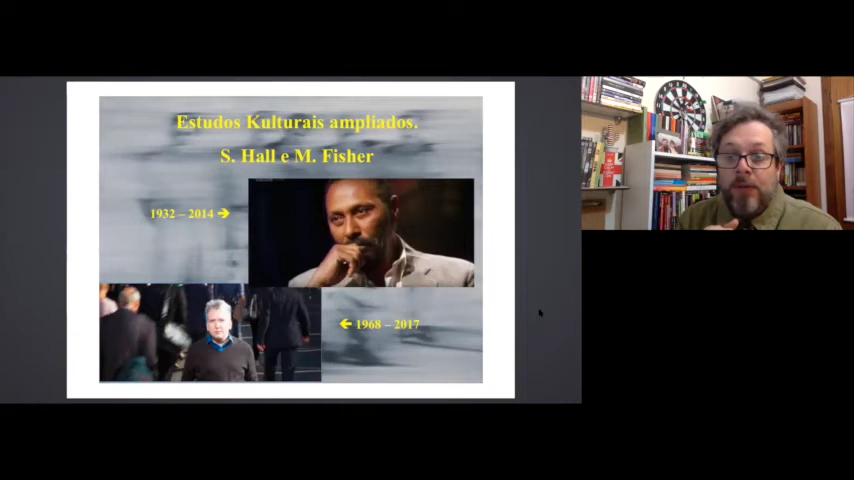 Estudos Kulturais ampliados.
S. Hall e M. Fisher
1932 – 2014 →
← 1968 – 2017